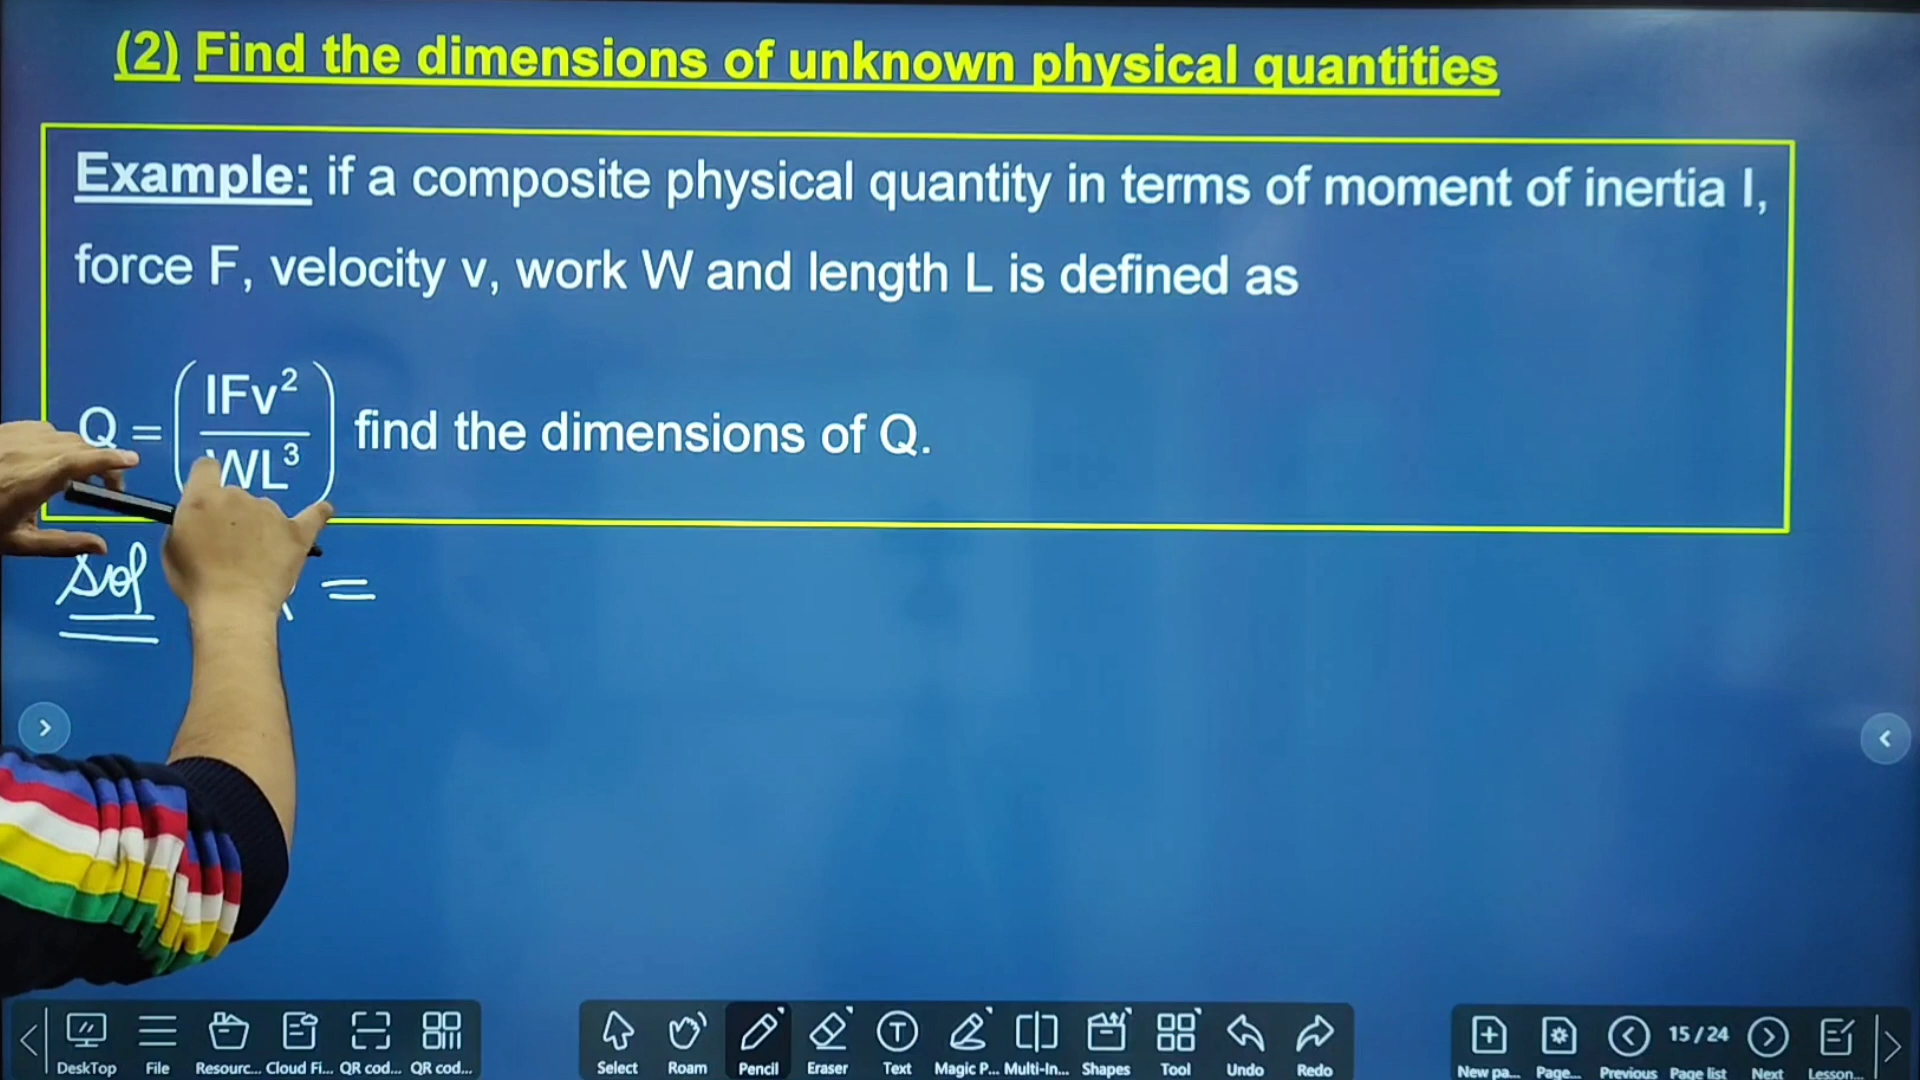 (2) Find the dimensions of unknown physical quantities
Example: if a composite physical quantity in terms of moment of inertia I,
force F, velocity v, work W and length L is defined as
Q = (IFv²/WL³) find the dimensions of Q.
Sol =
DeskTop File Resourc... Cloud Fi... QR cod... QR cod... Select Roam Pencil Eraser Text Magic P... Multi-In... Shapes Tool Undo Redo New pa... Page... Previous 15/24 Page list Next Lesson...